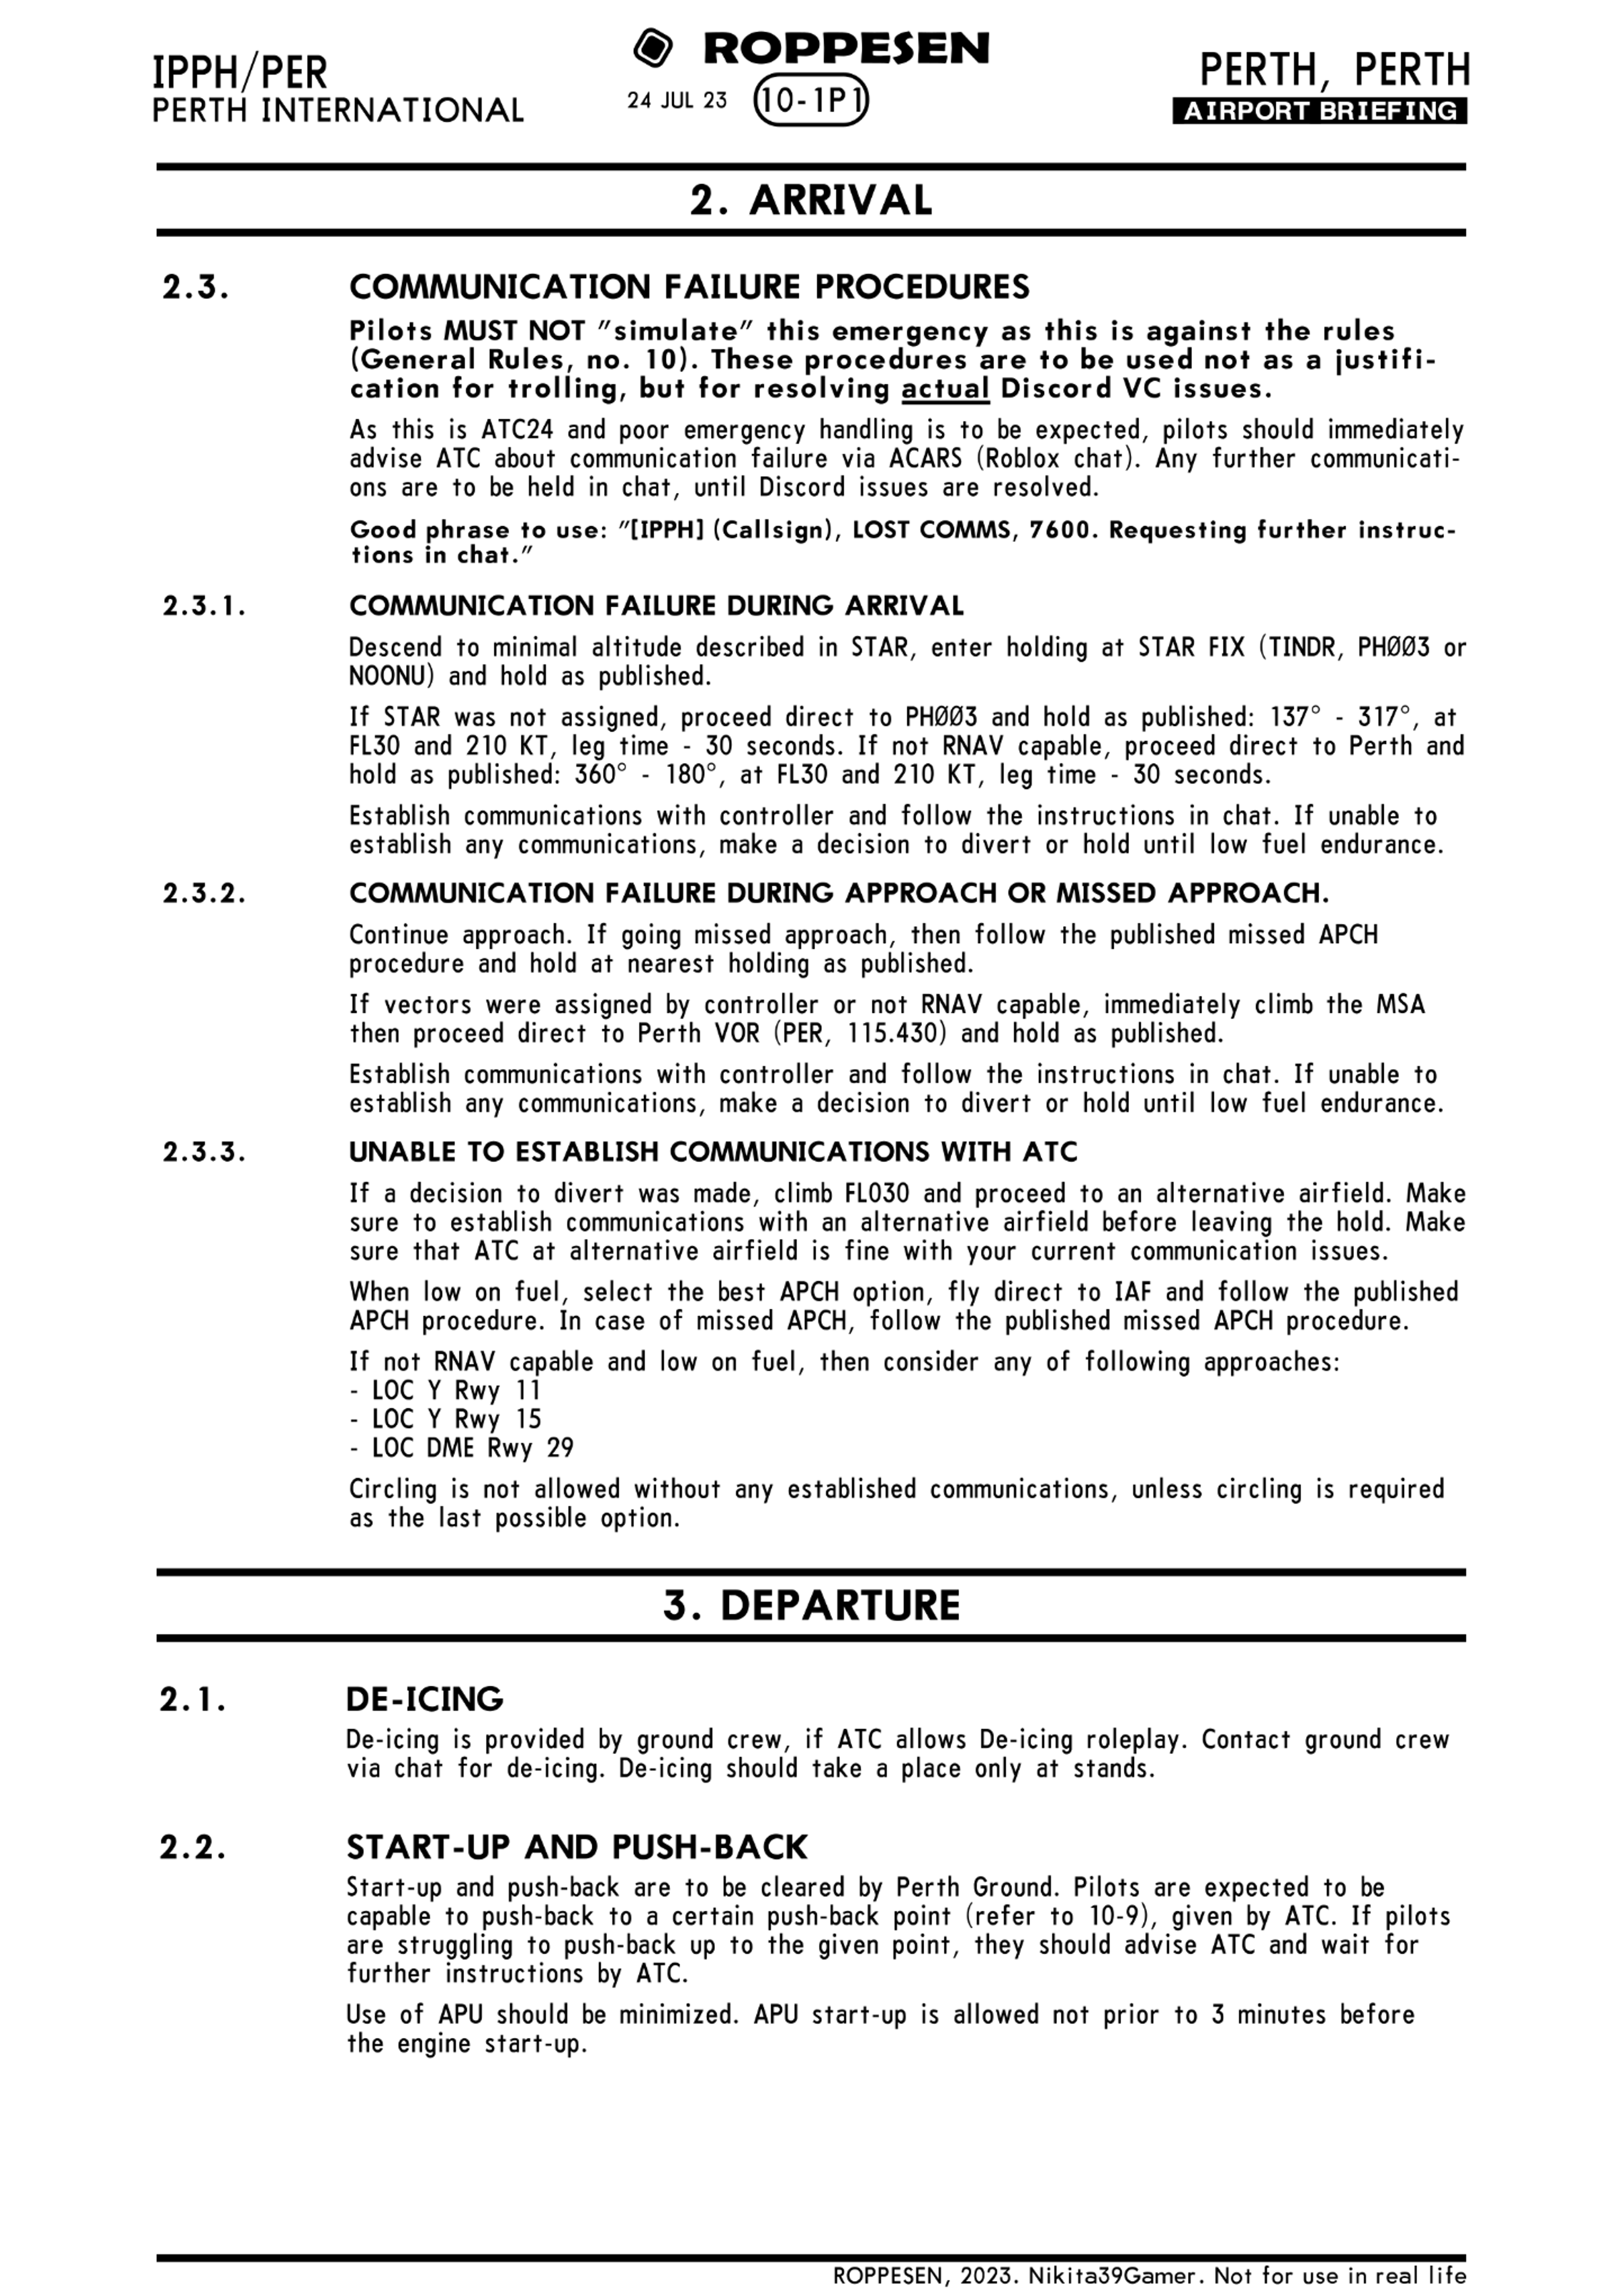 IPPH/PER
PERTH INTERNATIONAL
ROPPESEN
24 JUL 23
10-1P1
PERTH, PERTH
AIRPORT BRIEFING
2. ARRIVAL
2.3. COMMUNICATION FAILURE PROCEDURES
Pilots MUST NOT "simulate" this emergency as this is against the rules
(General Rules, no. 10). These procedures are to be used not as a justifi-
cation for trolling, but for resolving actual Discord VC issues.
As this is ATC24 and poor emergency handling is to be expected, pilots should immediately
advise ATC about communication failure via ACARS (Roblox chat). Any further communicati-
ons are to be held in chat, until Discord issues are resolved.
Good phrase to use: "[IPPH] (Callsign), LOST COMMS, 7600. Requesting further instruc-
tions in chat."
2.3.1. COMMUNICATION FAILURE DURING ARRIVAL
Descend to minimal altitude described in STAR, enter holding at STAR FIX (TINDR, PHØØ3 or
NOONU) and hold as published.
If STAR was not assigned, proceed direct to PHØØ3 and hold as published: 137° - 317°, at
FL30 and 210 KT, leg time - 30 seconds. If not RNAV capable, proceed direct to Perth and
hold as published: 360° - 180°, at FL30 and 210 KT, leg time - 30 seconds.
Establish communications with controller and follow the instructions in chat. If unable to
establish any communications, make a decision to divert or hold until low fuel endurance.
2.3.2. COMMUNICATION FAILURE DURING APPROACH OR MISSED APPROACH.
Continue approach. If going missed approach, then follow the published missed APCH
procedure and hold at nearest holding as published.
If vectors were assigned by controller or not RNAV capable, immediately climb the MSA
then proceed direct to Perth VOR (PER, 115.430) and hold as published.
Establish communications with controller and follow the instructions in chat. If unable to
establish any communications, make a decision to divert or hold until low fuel endurance.
2.3.3. UNABLE TO ESTABLISH COMMUNICATIONS WITH ATC
If a decision to divert was made, climb FL030 and proceed to an alternative airfield. Make
sure to establish communications with an alternative airfield before leaving the hold. Make
sure that ATC at alternative airfield is fine with your current communication issues.
When low on fuel, select the best APCH option, fly direct to IAF and follow the published
APCH procedure. In case of missed APCH, follow the published missed APCH procedure.
If not RNAV capable and low on fuel, then consider any of following approaches:
- LOC Y Rwy 11
- LOC Y Rwy 15
- LOC DME Rwy 29
Circling is not allowed without any established communications, unless circling is required
as the last possible option.
3. DEPARTURE
2.1. DE-ICING
De-icing is provided by ground crew, if ATC allows De-icing roleplay. Contact ground crew
via chat for de-icing. De-icing should take a place only at stands.
2.2. START-UP AND PUSH-BACK
Start-up and push-back are to be cleared by Perth Ground. Pilots are expected to be
capable to push-back to a certain push-back point (refer to 10-9), given by ATC. If pilots
are struggling to push-back up to the given point, they should advise ATC and wait for
further instructions by ATC.
Use of APU should be minimized. APU start-up is allowed not prior to 3 minutes before
the engine start-up.
ROPPESEN, 2023. Nikita39Gamer. Not for use in real life